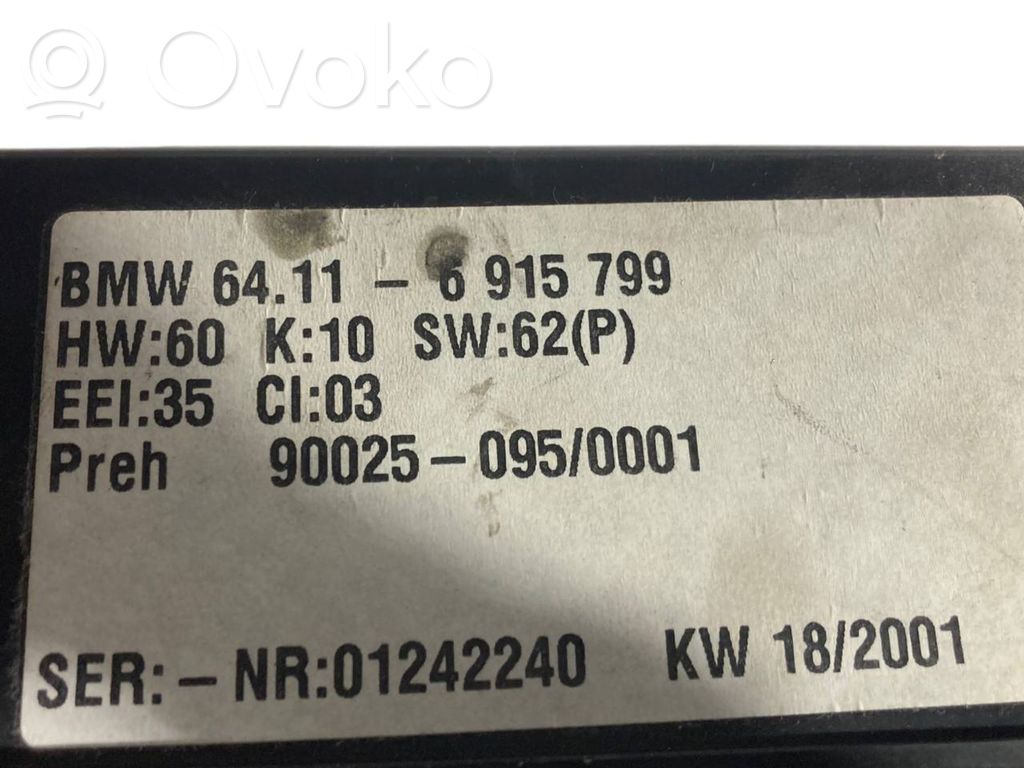 Ovoko
BMW 64.11 - 6 915 799
HW:60 K:10 SW:62(P)
EEI:35 CI:03
Preh 90025-095/0001
SER:-NR:01242240 KW 18/2001
Ovoko